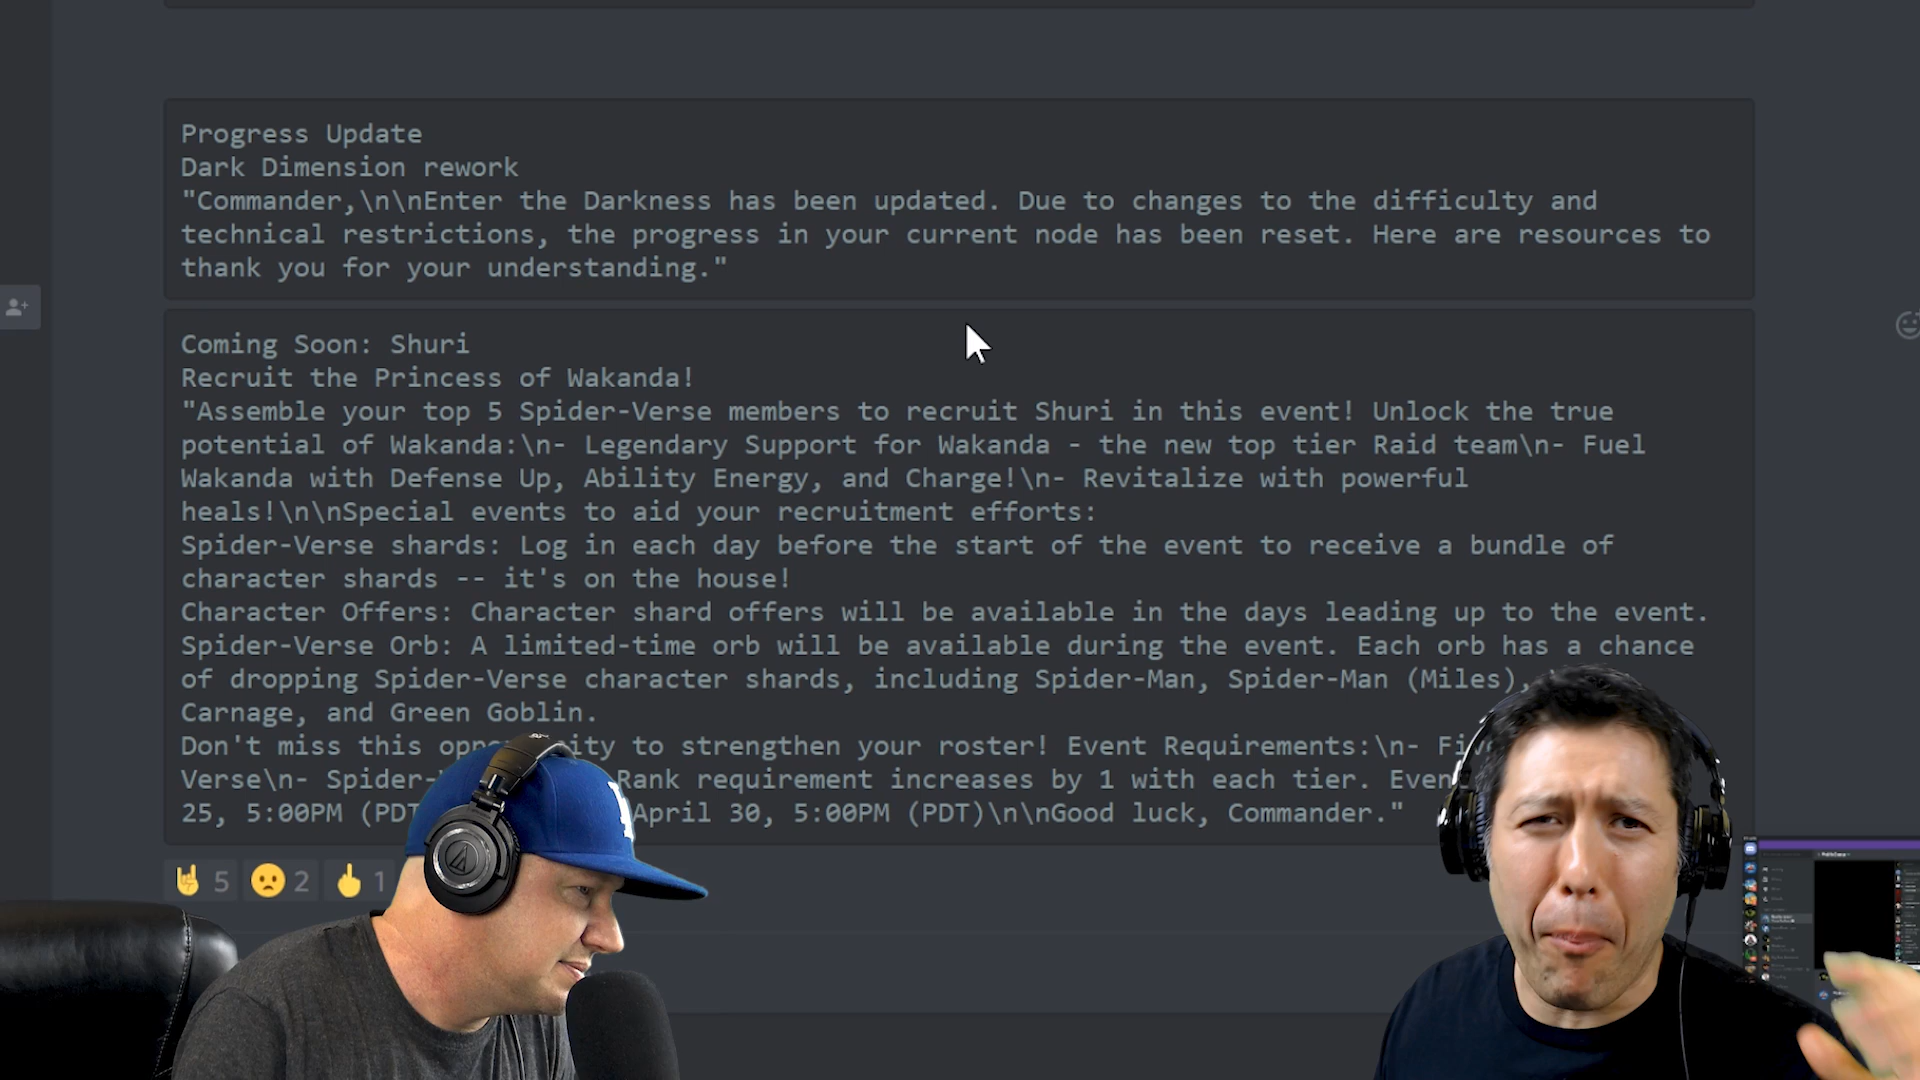 Progress Update
Dark Dimension rework
"Commander,\n\nEnter the Darkness has been updated. Due to changes to the difficulty and
technical restrictions, the progress in your current node has been reset. Here are resources to
thank you for your understanding."
Coming Soon: Shuri
Recruit the Princess of Wakanda!
"Assemble your top 5 Spider-Verse members to recruit Shuri in this event! Unlock the true
potential of Wakanda:\n- Legendary Support for Wakanda - the new top tier Raid team\n- Fuel
Wakanda with Defense Up, Ability Energy, and Charge!\n- Revitalize with powerful
heals!\n\nSpecial events to aid your recruitment efforts:
Spider-Verse shards: Log in each day before the start of the event to receive a bundle of
character shards -- it's on the house!
Character Offers: Character shard offers will be available in the days leading up to the event.
Spider-Verse Orb: A limited-time orb will be available during the event. Each orb has a chance
of dropping Spider-Verse character shards, including Spider-Man, Spider-Man (Miles),
Carnage, and Green Goblin.
Don't miss this to strengthen your roster! Event Requirements:\n-
Verse\n- Rank requirement increases by 1 with each tier.
25, 5:00PM April 30, 5:00PM (PDT)\n\nGood luck, Commander."
5 2 1